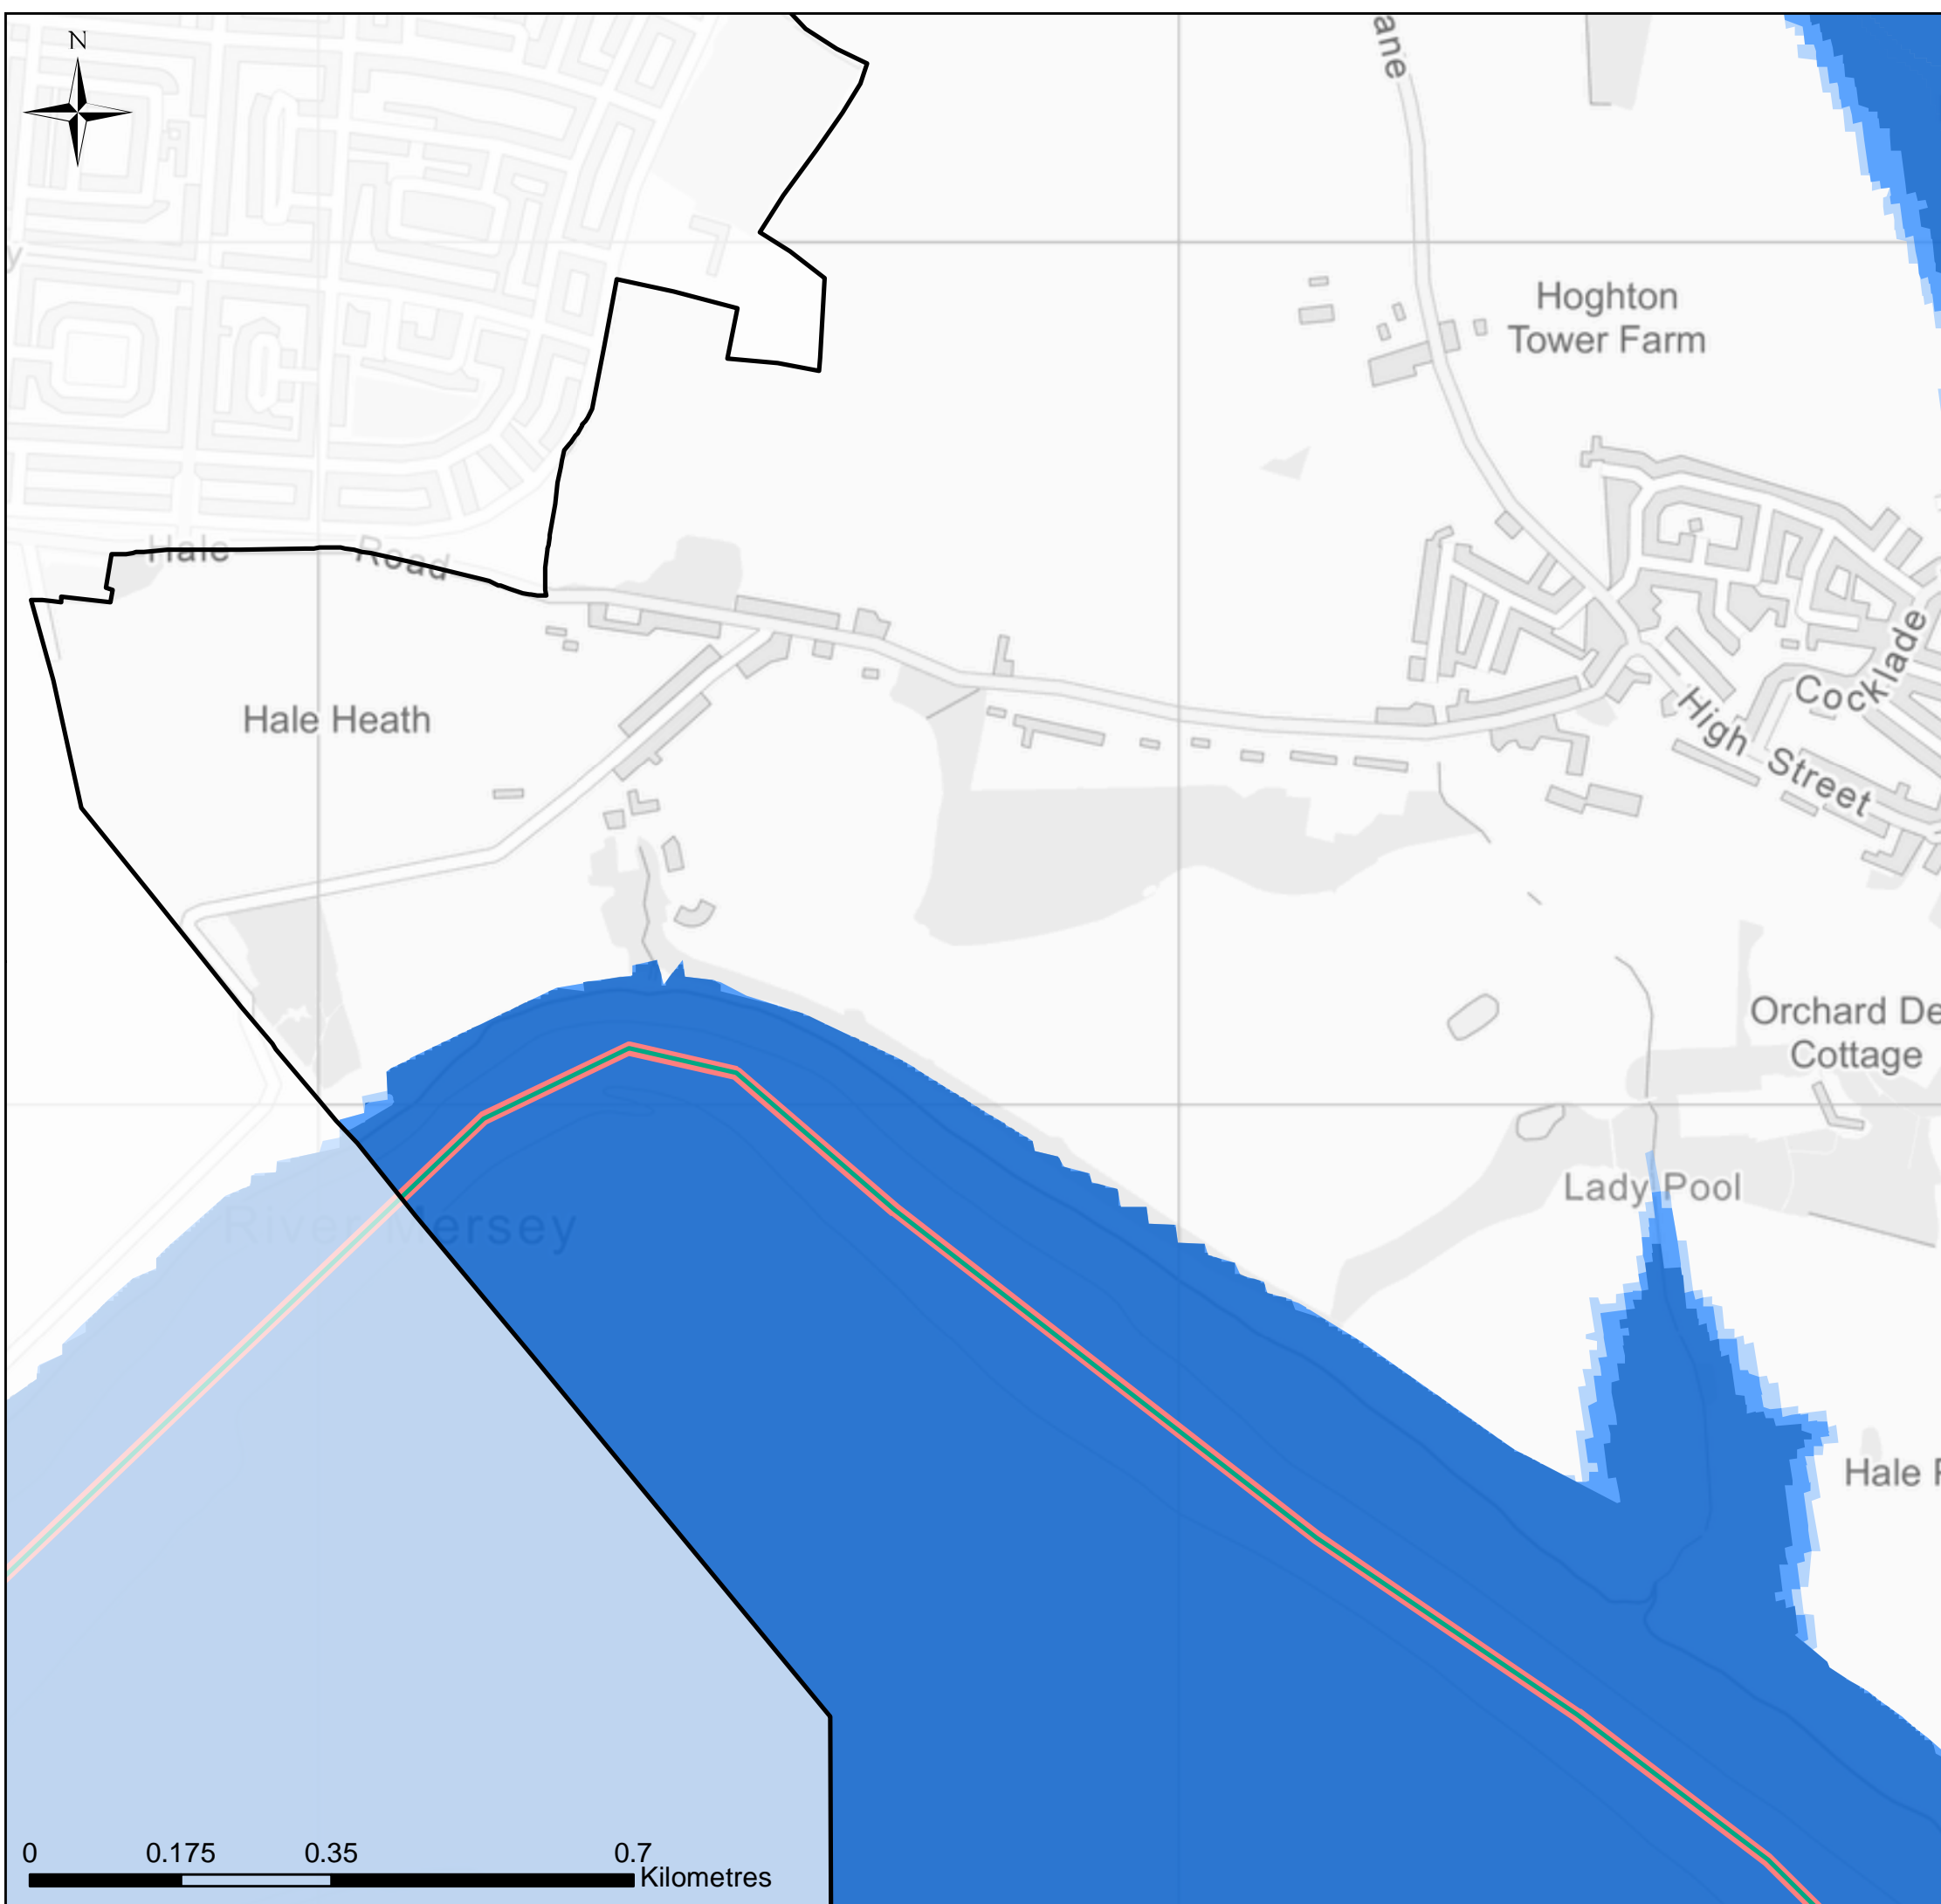 N
ane
y
Hoghton
Tower Farm
Hale Road
Cocklade
High Street
Hale Heath
Orchard De
Cottage
Lady Pool
River Mersey
Hale P
0 0.175 0.35 0.7
Kilometres